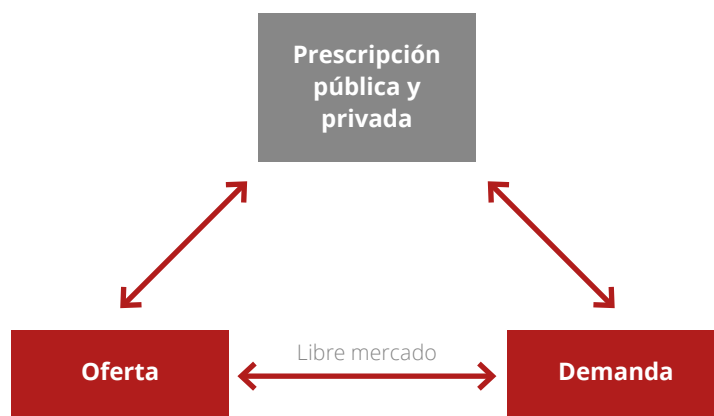 Prescripción
pública y
privada
Libre mercado
Oferta
Demanda